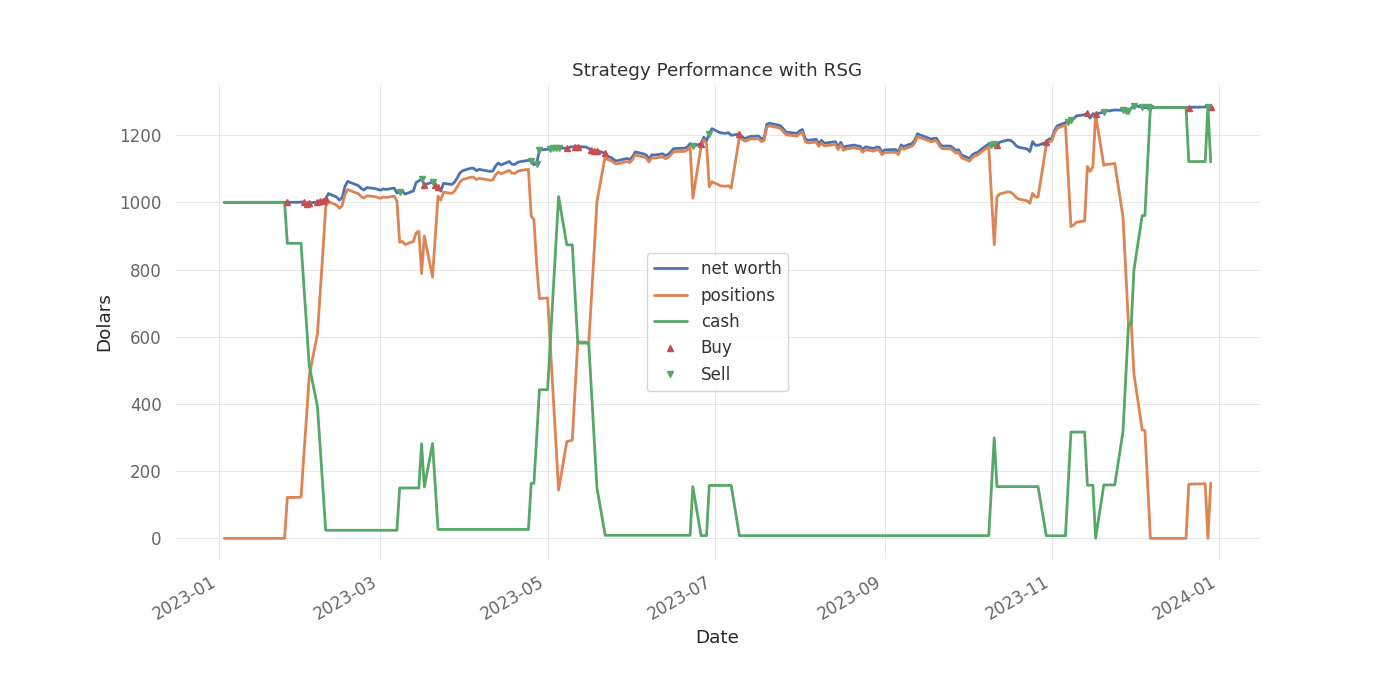 Strategy Performance with RSG
Dolars
1200
1000
800
600
400
200
0
net worth
positions
cash
Buy
Sell
2023-01
2023-03
2023-05
2023-07
2023-09
2023-11
2024-01
Date